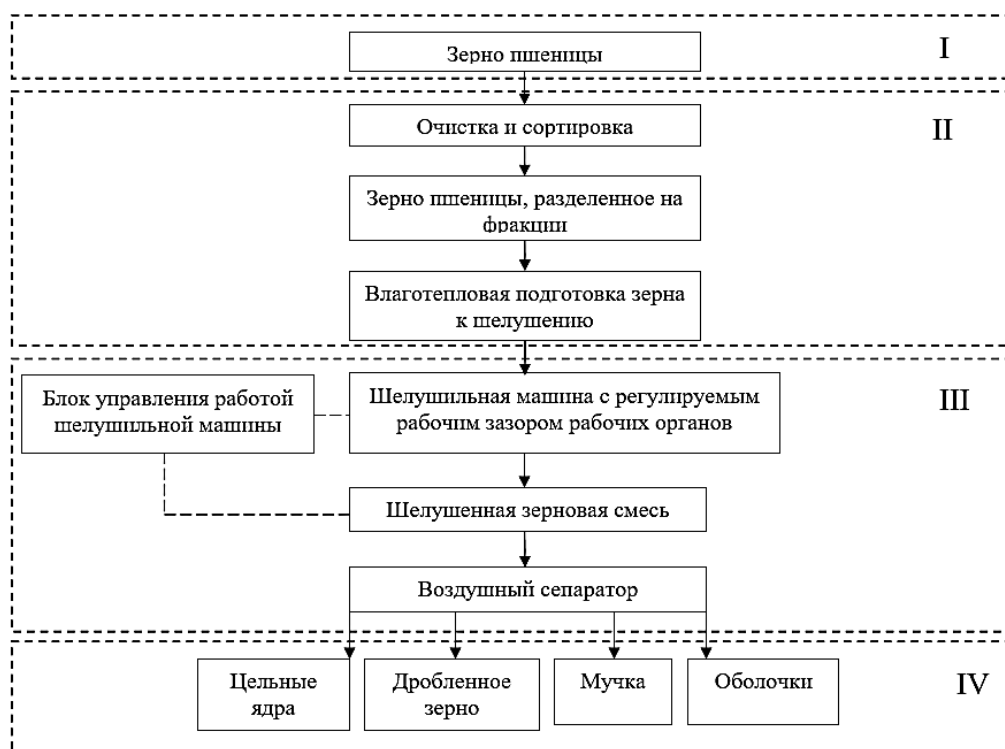 Зерно пшеницы
I
Очистка и сортировка
II
Зерно пшеницы, разделенное на
фракции
Влаготепловая подготовка зерна
к шелушению
Блок управления работой
шелушильной машины
Шелушильная машина с регулируемым
рабочим зазором рабочих органов
III
Шелушенная зерновая смесь
Воздушный сепаратор
Цельные
ядра
Дробленное
зерно
Мучка
Оболочки
IV